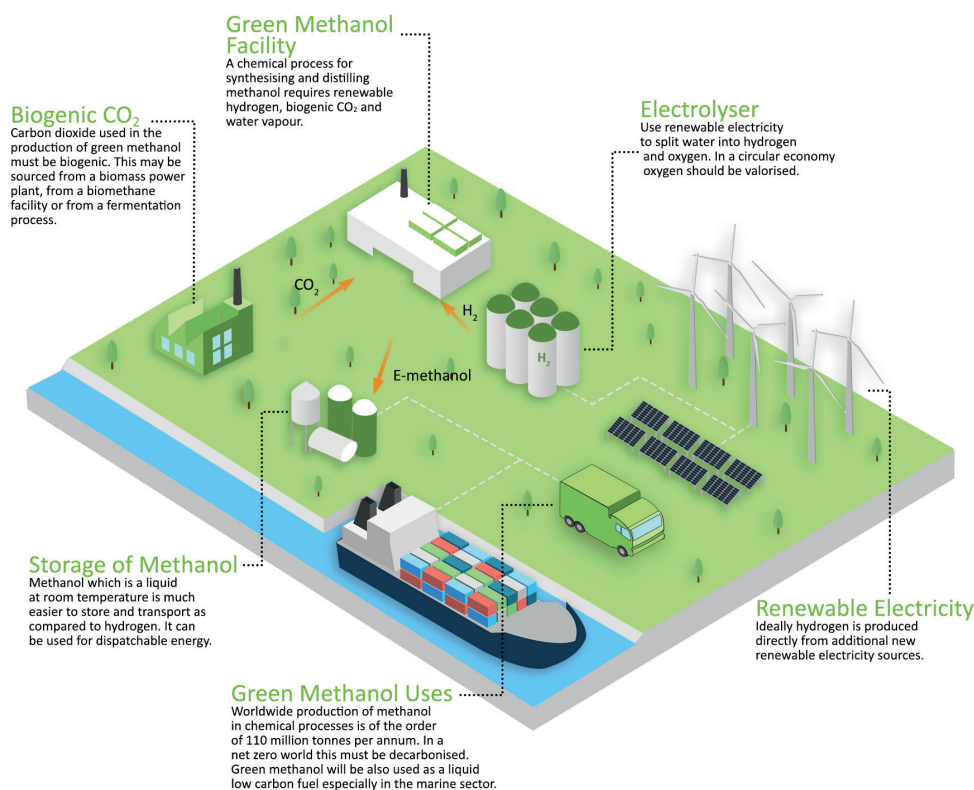 Green Methanol
Facility
A chemical process for
synthesising and distilling
methanol requires renewable
hydrogen, biogenic CO₂ and
water vapour.
Biogenic CO₂
Carbon dioxide used in the
production of green methanol
must be biogenic. This may be
sourced from a biomass power
plant, from a biomethane
facility or from a fermentation
process.
Electrolyser
Use renewable electricity
to split water into hydrogen
and oxygen. In a circular economy
oxygen should be valorised.
CO₂
H₂
H₂
E-methanol
Storage of Methanol
Methanol which is a liquid
at room temperature is much
easier to store and transport as
compared to hydrogen. It can
be used for dispatchable energy.
Renewable Electricity
Ideally hydrogen is produced
directly from additional new
renewable electricity sources.
Green Methanol Uses
Worldwide production of methanol
in chemical processes is of the order
of 110 million tonnes per annum. In a
net zero world this must be decarbonised.
Green methanol will be also used as a liquid
low carbon fuel especially in the marine sector.